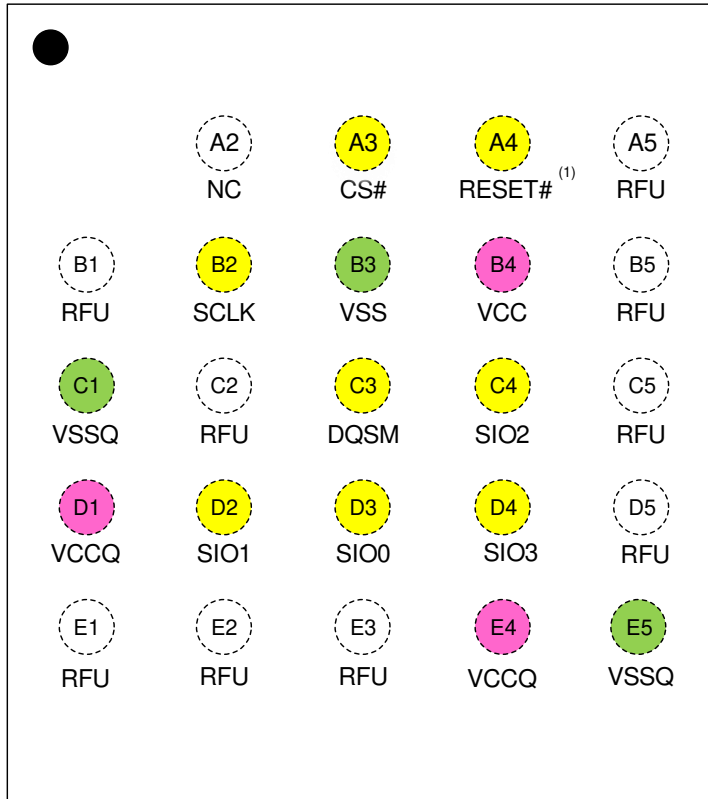 A2 A3 A4 A5
NC CS# RESET# (1) RFU
B1 B2 B3 B4 B5
RFU SCLK VSS VCC RFU
C1 C2 C3 C4 C5
VSSQ RFU DQSM SIO2 RFU
D1 D2 D3 D4 D5
VCCQ SIO1 SIO0 SIO3 RFU
E1 E2 E3 E4 E5
RFU RFU RFU VCCQ VSSQ